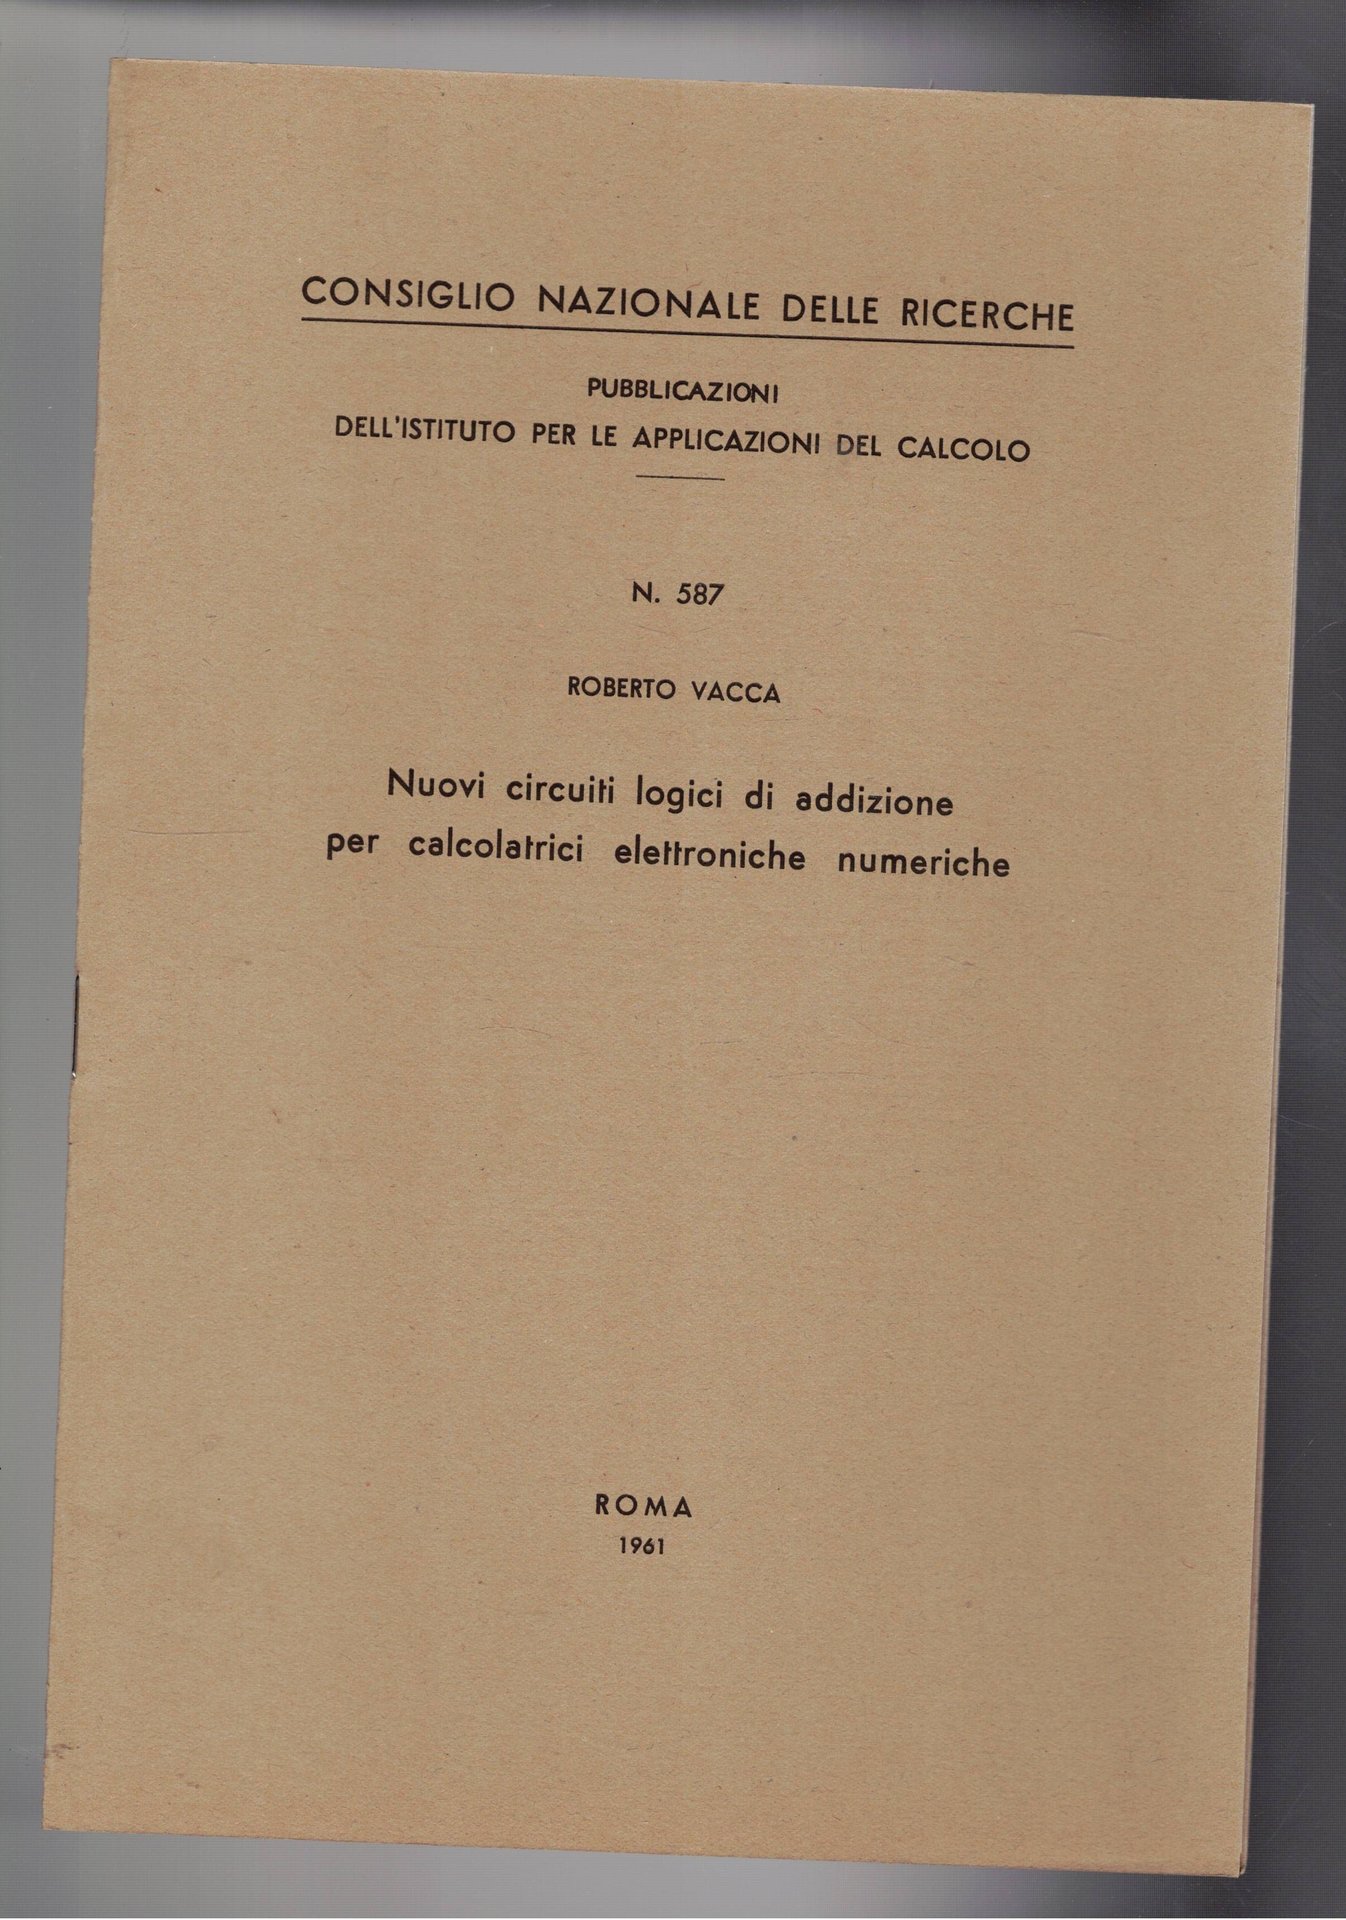 CONSIGLIO NAZIONALE DELLE RICERCHE
PUBBLICAZIONI
DELL'ISTITUTO PER LE APPLICAZIONI DEL CALCOLO
N. 587
ROBERTO VACCA
Nuovi circuiti logici di addizione
per calcolatrici elettroniche numeriche
ROMA
1961